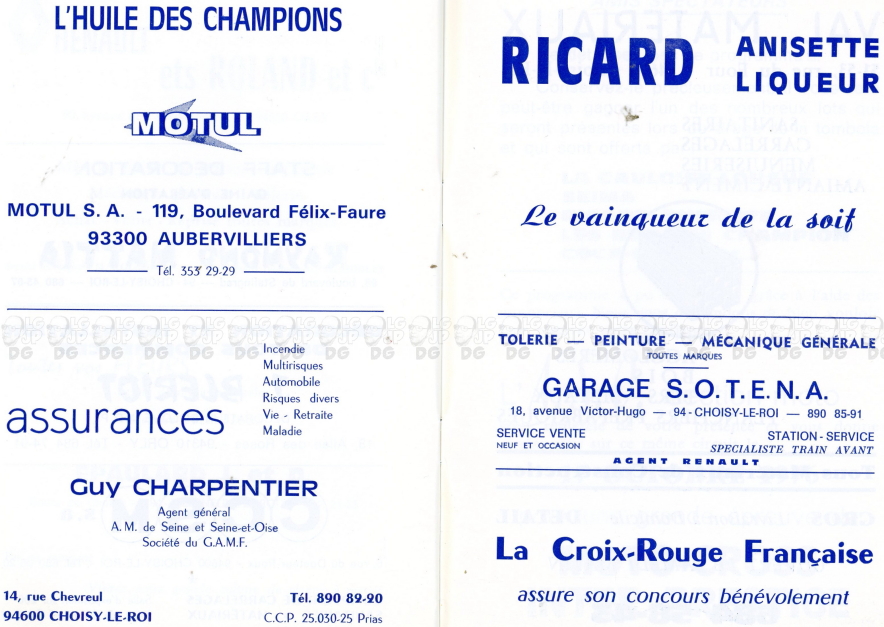 L'HUILE DES CHAMPIONS
MOTUL
MOTUL S. A. - 119, Boulevard Félix-Faure
93300 AUBERVILLIERS
Tél. 353 29-29
assurances
Incendie
Multirisques
Automobile
Risques divers
Vie - Retraite
Maladie
Guy CHARPENTIER
Agent général
A. M. de Seine et Seine-et-Oise
Société du G.A.M.F.
14, rue Chevreul
94600 CHOISY-LE-ROI
Tél. 890 82-20
C.C.P. 25.030-25 Prias
RICARD
ANISETTE
LIQUEUR
Le vainqueur de la soif
TOLERIE — PEINTURE — MÉCANIQUE GÉNÉRALE
TOUTES MARQUES
GARAGE S.O.T.E.N.A.
18, avenue Victor-Hugo — 94-CHOISY-LE-ROI — 890 85-91
SERVICE VENTE
NEUF ET OCCASION
STATION-SERVICE
SPECIALISTE TRAIN AVANT
AGENT RENAULT
La Croix-Rouge Française
assure son concours bénévolement